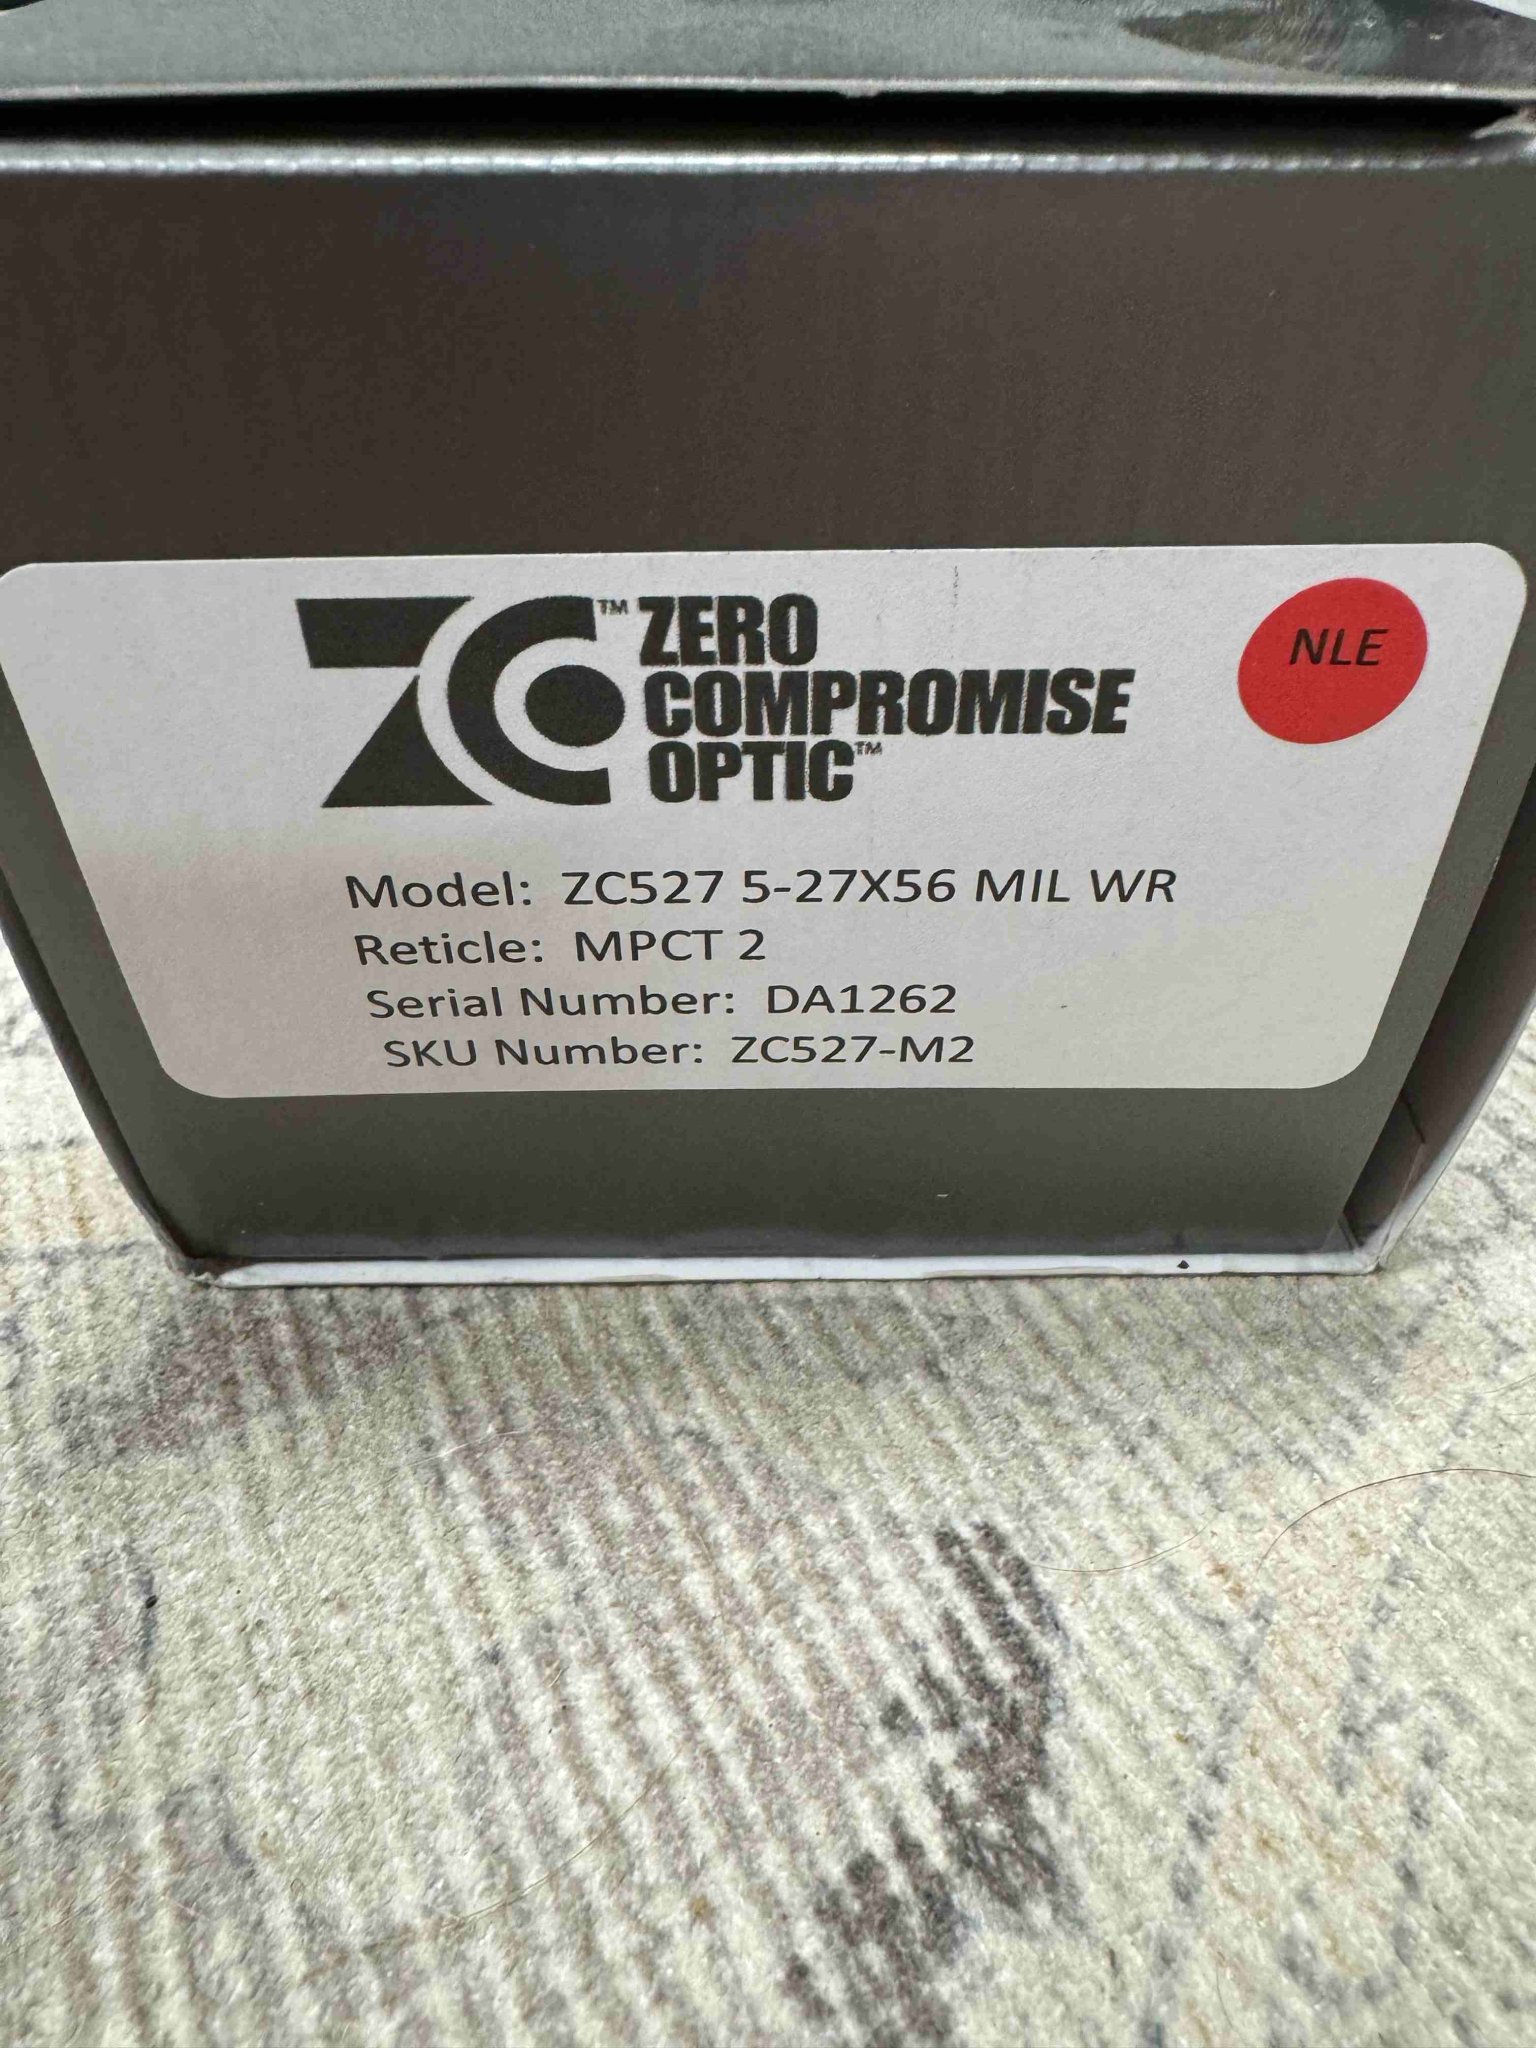 ZC™ ZERO
COMPROMISE
OPTIC™
NLE
Model: ZC527 5-27X56 MIL WR
Reticle: MPCT 2
Serial Number: DA1262
SKU Number: ZC527-M2